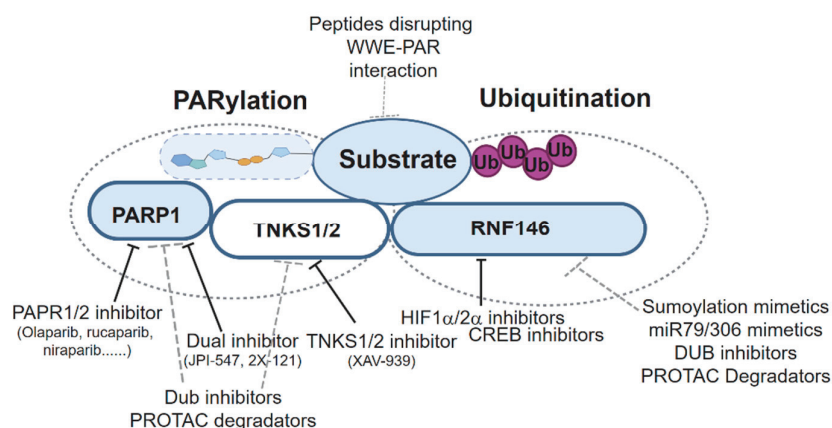 Peptides disrupting
WWE-PAR
interaction
PARylation
Ubiquitination
Substrate
Ub
Ub
Ub
Ub
PARP1
TNKS1/2
RNF146
PAPR1/2 inhibitor
(Olaparib, rucaparib,
niraparib......)
Dual inhibitor
(JPI-547, 2X-121)
TNKS1/2 inhibitor
(XAV-939)
HIF1α/2α inhibitors
CREB inhibitors
Sumoylation mimetics
miR79/306 mimetics
DUB inhibitors
PROTAC Degradators
Dub inhibitors
PROTAC degradators